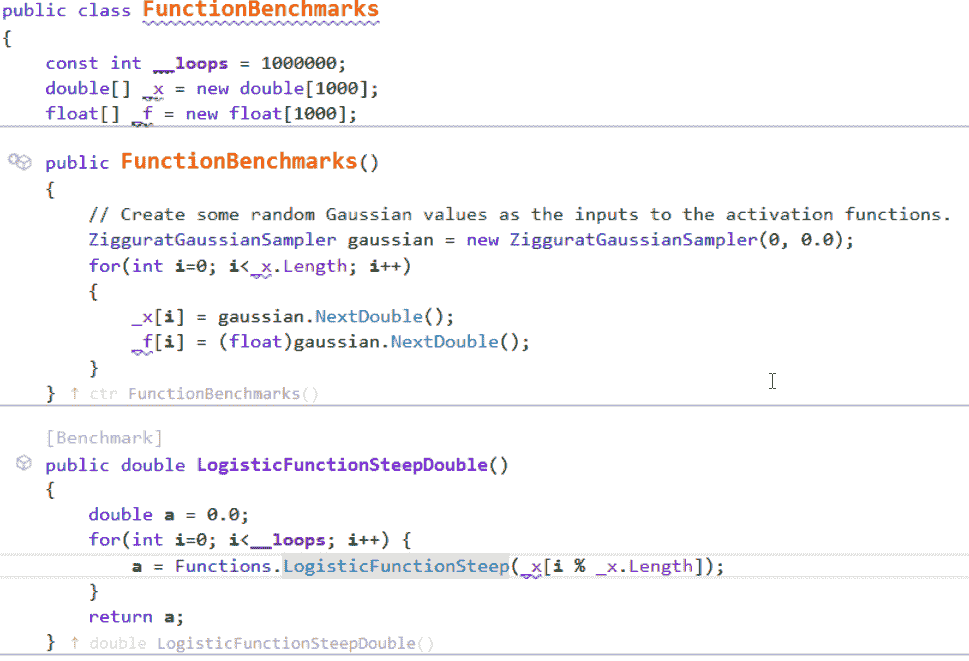 public class FunctionBenchmarks
{
const int __loops = 1000000;
double[] _x = new double[1000];
float[] _f = new float[1000];
public FunctionBenchmarks()
{
// Create some random Gaussian values as the inputs to the activation functions.
ZigguratGaussianSampler gaussian = new ZigguratGaussianSampler(0, 0.0);
for(int i=0; i<_x.Length; i++)
{
_x[i] = gaussian.NextDouble();
_f[i] = (float)gaussian.NextDouble();
}
} ↑ ctr FunctionBenchmarks()
[Benchmark]
public double LogisticFunctionSteepDouble()
{
double a = 0.0;
for(int i=0; i<__loops; i++) {
a = Functions.LogisticFunctionSteep(_x[i % _x.Length]);
}
return a;
} ↑ double LogisticFunctionSteepDouble()